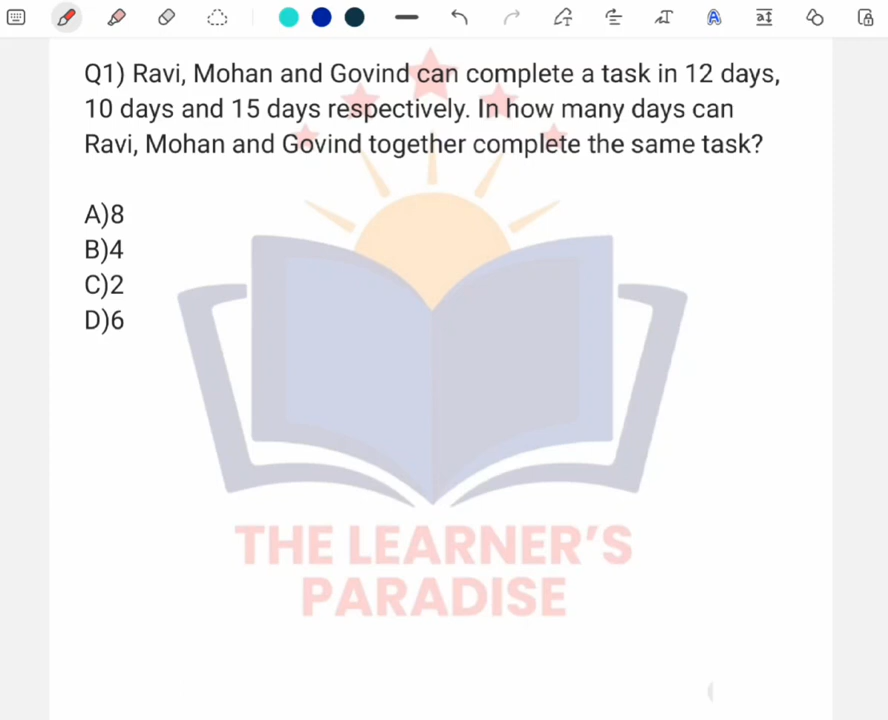 Q1) Ravi, Mohan and Govind can complete a task in 12 days,
10 days and 15 days respectively. In how many days can
Ravi, Mohan and Govind together complete the same task?
A)8
B)4
C)2
D)6
THE LEARNER'S
PARADISE